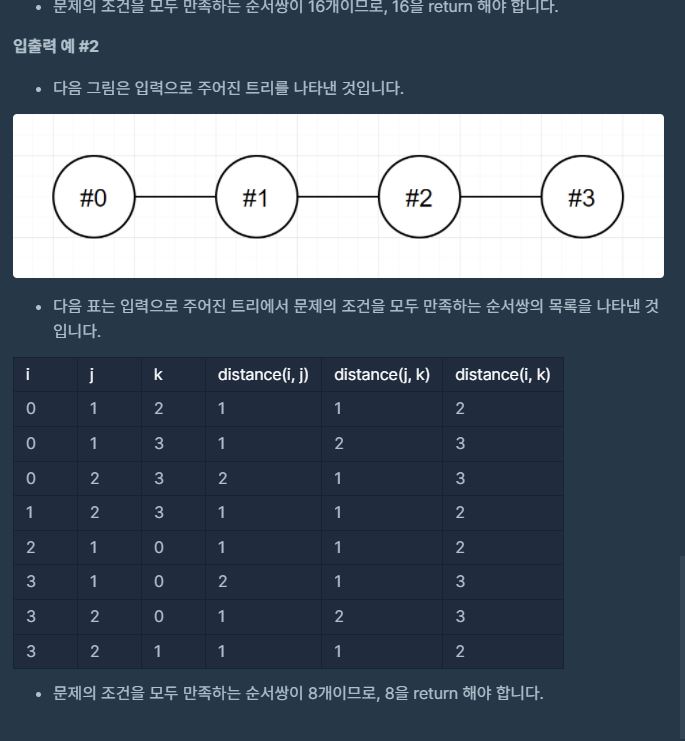 문제의 조건을 모두 만족하는 순서쌍이 16개이므로, 16을 return 해야 합니다.
입출력 예 #2
다음 그림은 입력으로 주어진 트리를 나타낸 것입니다.
#0 #1 #2 #3
다음 표는 입력으로 주어진 트리에서 문제의 조건을 모두 만족하는 순서쌍의 목록을 나타낸 것
입니다.
i j k distance(i, j) distance(j, k) distance(i, k)
0 1 2 1 1 2
0 1 3 1 2 3
0 2 3 2 1 3
1 2 3 1 1 2
2 1 0 1 1 2
3 1 0 2 1 3
3 2 0 1 2 3
3 2 1 1 1 2
문제의 조건을 모두 만족하는 순서쌍이 8개이므로, 8을 return 해야 합니다.